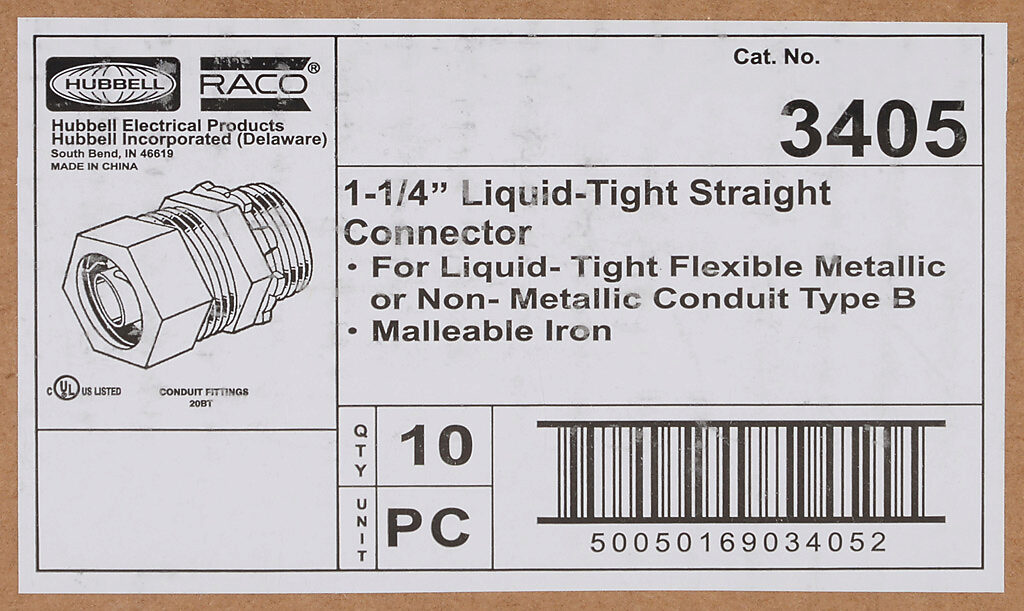 HUBBELL RACO®
Hubbell Electrical Products
Hubbell Incorporated (Delaware)
South Bend, IN 46619
MADE IN CHINA
C UL US LISTED
CONDUIT FITTINGS
20BT
Cat. No.
3405
1-1/4” Liquid-Tight Straight
Connector
• For Liquid- Tight Flexible Metallic
or Non- Metallic Conduit Type B
• Malleable Iron
QTY 10
UNIT PC
50050169034052